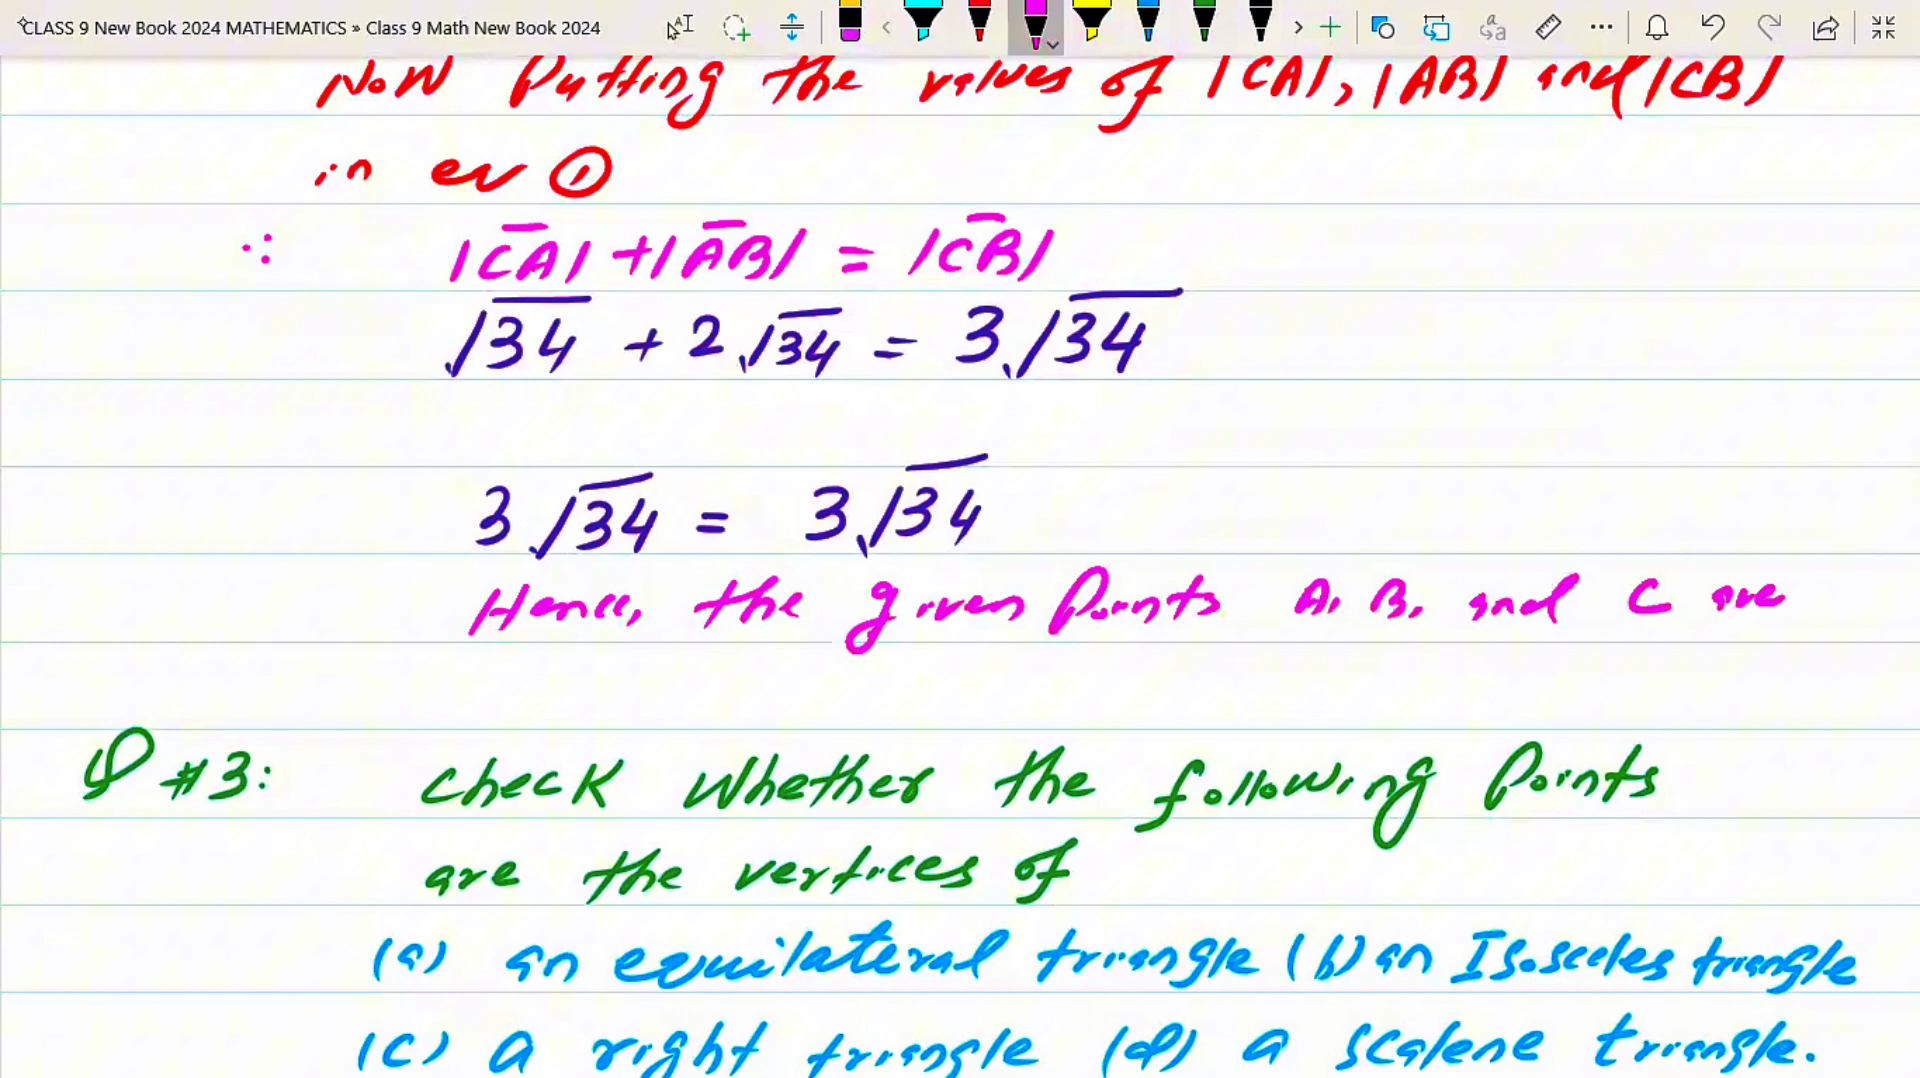 CLASS 9 New Book 2024 MATHEMATICS » Class 9 Math New Book 2024
Now Putting the values of |CA|, |AB| and |CB|
in eq ①
∴ |C̅A̅| + |A̅B̅| = |C̅B̅|
√34 + 2√34 = 3√34
3√34 = 3√34
Hence, the given Points A, B, and C are
Q #3: Check Whether the following Points
are the vertices of
(a) an equilateral triangle (b) an Isosceles triangle
(c) a right triangle (d) a scalene triangle.